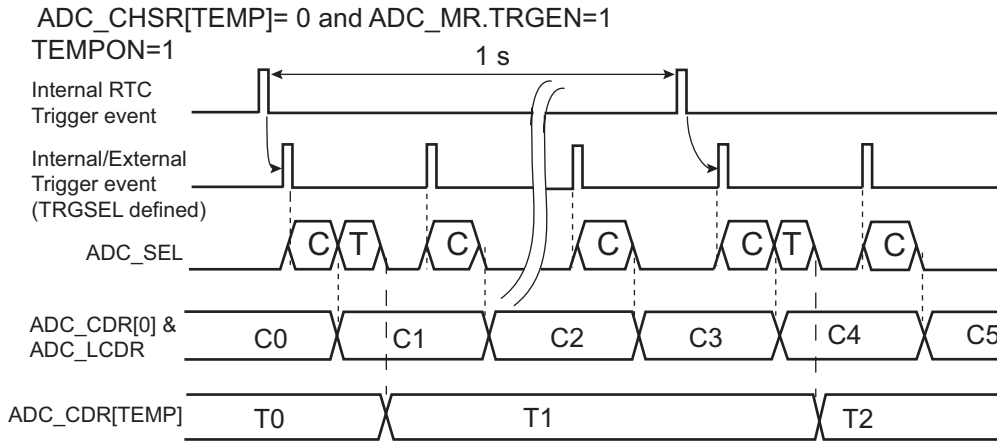 ADC_CHSR[TEMP]= 0 and ADC_MR.TRGEN=1
TEMPON=1
1 s
Internal RTC
Trigger event
Internal/External
Trigger event
(TRGSEL defined)
ADC_SEL
C T C C C T C
ADC_CDR[0] &
ADC_LCDR
C0 C1 C2 C3 C4 C5
ADC_CDR[TEMP]
T0 T1 T2